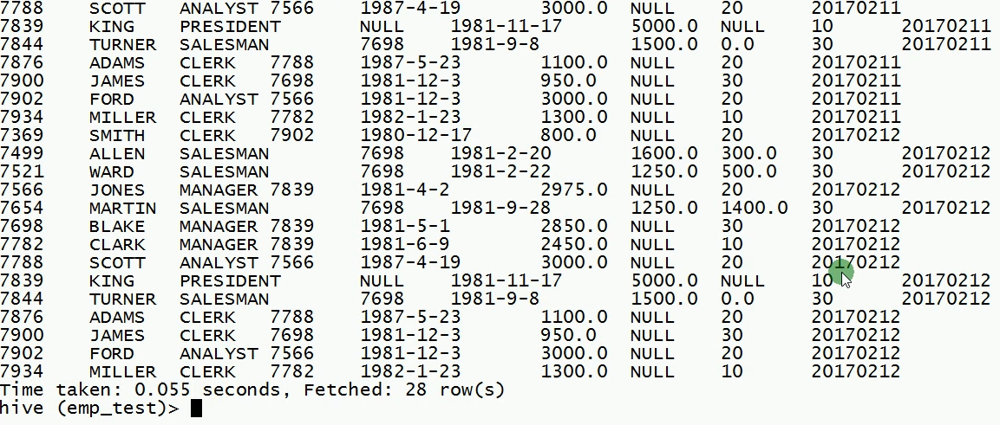 7788 SCOTT ANALYST 7566 1987-4-19 3000.0 NULL 20 20170211
7839 KING PRESIDENT NULL 1981-11-17 5000.0 NULL 10 20170211
7844 TURNER SALESMAN 7698 1981-9-8 1500.0 0.0 30 20170211
7876 ADAMS CLERK 7788 1987-5-23 1100.0 NULL 20 20170211
7900 JAMES CLERK 7698 1981-12-3 950.0 NULL 30 20170211
7902 FORD ANALYST 7566 1981-12-3 3000.0 NULL 20 20170211
7934 MILLER CLERK 7782 1982-1-23 1300.0 NULL 10 20170211
7369 SMITH CLERK 7902 1980-12-17 800.0 NULL 20 20170212
7499 ALLEN SALESMAN 7698 1981-2-20 1600.0 300.0 30 20170212
7521 WARD SALESMAN 7698 1981-2-22 1250.0 500.0 30 20170212
7566 JONES MANAGER 7839 1981-4-2 2975.0 NULL 20 20170212
7654 MARTIN SALESMAN 7698 1981-9-28 1250.0 1400.0 30 20170212
7698 BLAKE MANAGER 7839 1981-5-1 2850.0 NULL 30 20170212
7782 CLARK MANAGER 7839 1981-6-9 2450.0 NULL 10 20170212
7788 SCOTT ANALYST 7566 1987-4-19 3000.0 NULL 20 20170212
7839 KING PRESIDENT NULL 1981-11-17 5000.0 NULL 10 20170212
7844 TURNER SALESMAN 7698 1981-9-8 1500.0 0.0 30 20170212
7876 ADAMS CLERK 7788 1987-5-23 1100.0 NULL 20 20170212
7900 JAMES CLERK 7698 1981-12-3 950.0 NULL 30 20170212
7902 FORD ANALYST 7566 1981-12-3 3000.0 NULL 20 20170212
7934 MILLER CLERK 7782 1982-1-23 1300.0 NULL 10 20170212
Time taken: 0.055 seconds, Fetched: 28 row(s)
hive (emp_test)>